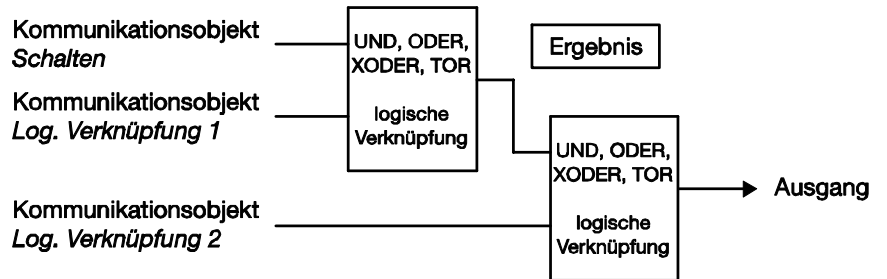 Kommunikationsobjekt
Schalten
Kommunikationsobjekt
Log. Verknüpfung 1
Kommunikationsobjekt
Log. Verknüpfung 2
UND, ODER,
XODER, TOR
logische
Verknüpfung
Ergebnis
UND, ODER,
XODER, TOR
logische
Verknüpfung
Ausgang